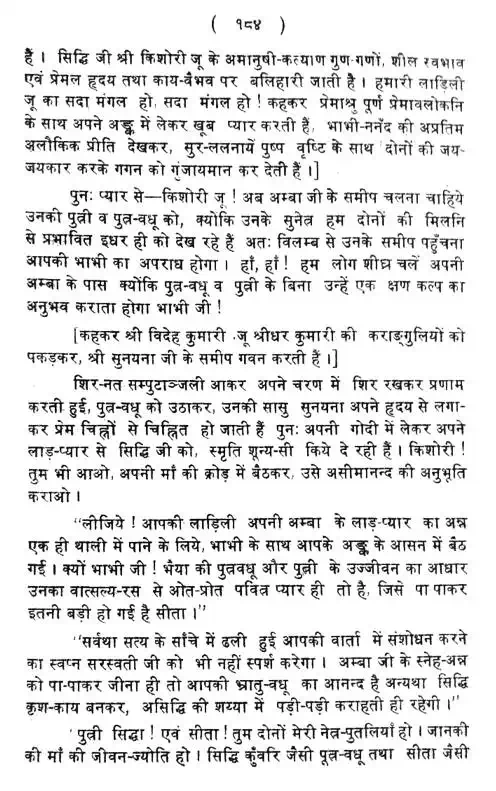 ( १८४ )
हैं । सिद्धि जी श्री किशोरी जू के अमानुषी-कल्याण गुण-गणों, शील स्वभाव
एवं प्रेमल हृदय तथा काय-वैभव पर बलिहारी जाती है । हमारी लाड़िली
जू का सदा मंगल हो, सदा मंगल हो ! कहकर प्रेमाश्रु पूर्ण प्रेमावलोकनि
के साथ अपने अङ्क में लेकर खूब प्यार करती हैं, भाभी-ननँद की अप्रतिम
अलौकिक प्रीति देखकर, सुर-ललनायें पुष्प वृष्टि के साथ दोनों की जय-
जयकार करके गगन को गुंजायमान कर देती हैं ।]
पुनः प्यार से—किशोरी जू ! अब अम्बा जी के समीप चलना चाहिये
उनकी पुत्री व पुत्र-वधू को, क्योकि उनके सुनेत्र हम दोनों की मिलनि
से प्रभावित इधर ही को देख रहे हैं अतः विलम्ब से उनके समीप पहुँचना
आपकी भाभी का अपराध होगा । हाँ, हाँ ! हम लोग शीघ्र चलें अपनी
अम्बा के पास क्योंकि पुत्र-वधू व पुत्री के बिना उन्हें एक क्षण कल्प का
अनुभव कराता होगा भाभी जी !
[कहकर श्री विदेह कुमारी जू श्रीधर कुमारी की कराङ्गुलियों को
पकड़कर, श्री सुनयना जी के समीप गवन करती हैं ।]
शिर-नत सम्पुटाञ्जली आकर अपने चरण में शिर रखकर प्रणाम
करती हुई, पुत्र-वधू को उठाकर, उनकी सासु सुनयना अपने हृदय से लगा-
कर प्रेम चिह्नों से चिह्नित हो जाती हैं पुनः अपनी गोदी में लेकर अपने
लाड़-प्यार से सिद्धि जी को, स्मृति शून्य-सी किये दे रही हैं । किशोरी !
तुम भी आओ, अपनी माँ की क्रोड़ में बैठकर, उसे असीमानन्द की अनुभूति
कराओ ।
"लीजिये ! आपकी लाड़िली अपनी अम्बा के लाड़-प्यार का अन्न
एक ही थाली में पाने के लिये, भाभी के साथ आपके अङ्क के आसन में बैठ
गई । क्यों भाभी जी ! भैया की पुत्रवधू और पुत्री के उज्जीवन का आधार
उनका वात्सल्य-रस से ओत-प्रोत पवित्र प्यार ही तो है, जिसे पा पाकर
इतनी बड़ी हो गई है सीता ।"
"सर्वथा सत्य के साँचे में ढली हुई आपकी वार्ता में संशोधन करने
का स्वप्न सरस्वती जी को भी नहीं स्पर्श करेगा । अम्बा जी के स्नेह-अन्न
को पा-पाकर जीना ही तो आपकी भ्रातृ-वधू का आनन्द है अन्यथा सिद्धि
कृश-काय बनकर, असिद्धि की शय्या में पड़ी-पड़ी कराहती ही रहेगी ।"
'पुत्री सिद्धा ! एवं सीता ! तुम दोनों मेरी नेत्र-पुतलियाँ हो । जानकी
की माँ की जीवन-ज्योति हो । सिद्धि कुँवरि जैसी पुत्र-वधू तथा सीता जैसी